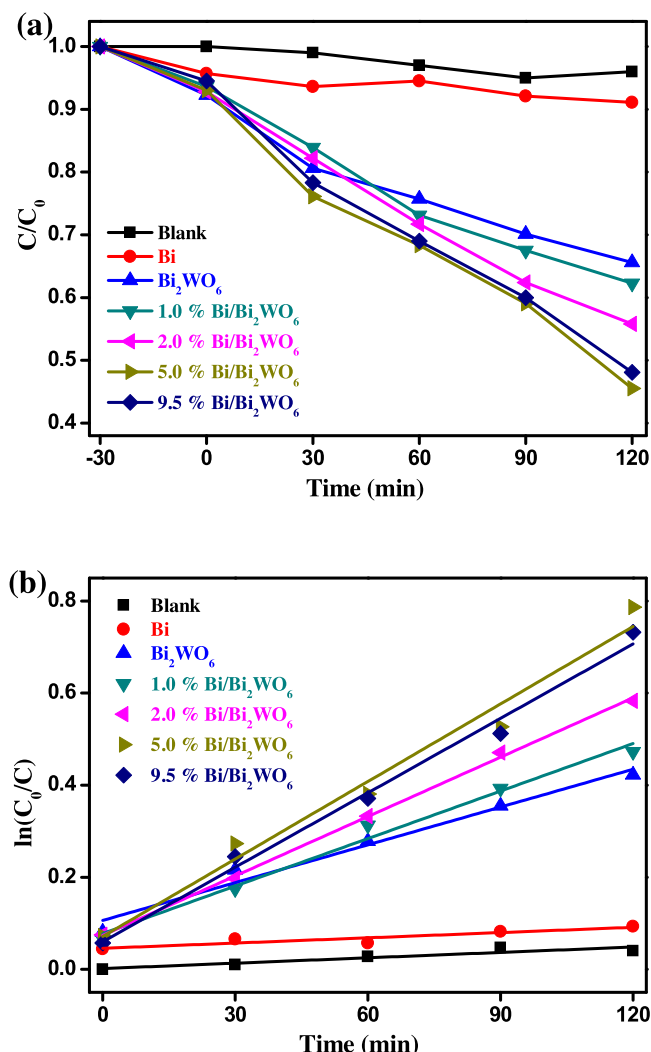 (a)
1.0
0.9
0.8
0.7
0.6
0.5
0.4
C/C₀
Blank
Bi
Bi₂WO₆
1.0 % Bi/Bi₂WO₆
2.0 % Bi/Bi₂WO₆
5.0 % Bi/Bi₂WO₆
9.5 % Bi/Bi₂WO₆
-30 0 30 60 90 120
Time (min)
(b)
0.8
0.6
0.4
0.2
0.0
ln(C₀/C)
Blank
Bi
Bi₂WO₆
1.0 % Bi/Bi₂WO₆
2.0 % Bi/Bi₂WO₆
5.0 % Bi/Bi₂WO₆
9.5 % Bi/Bi₂WO₆
0 30 60 90 120
Time (min)